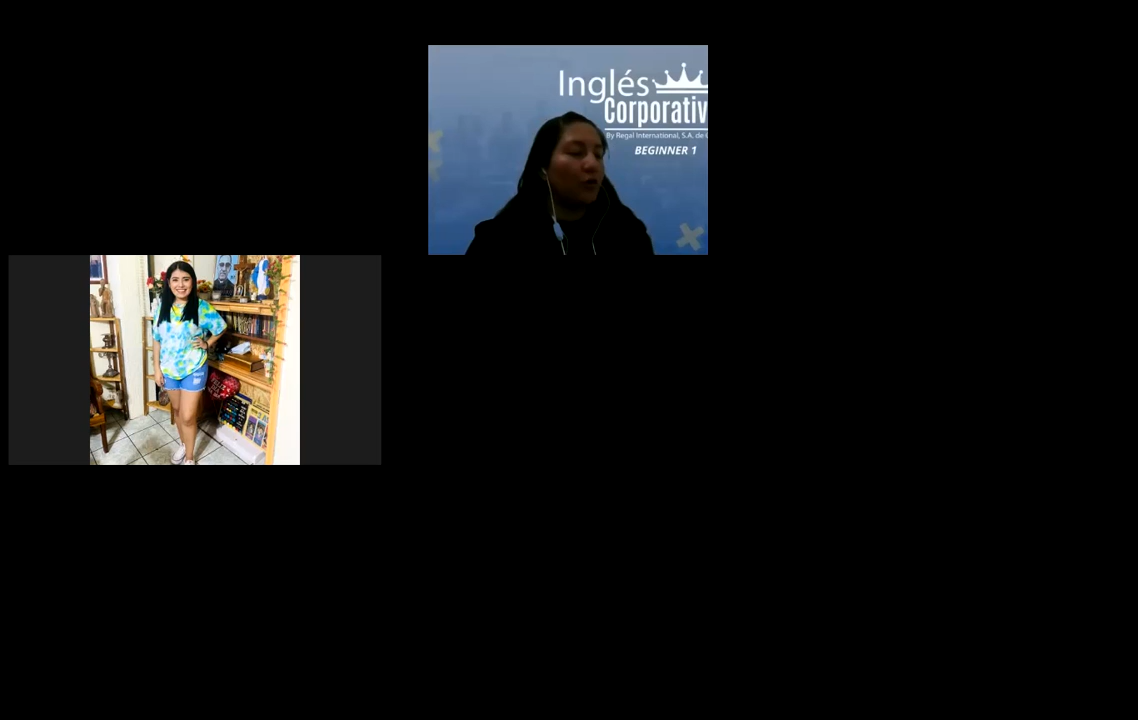 Inglés
Corporativ
By Regal International, S.A. de
BEGINNER 1